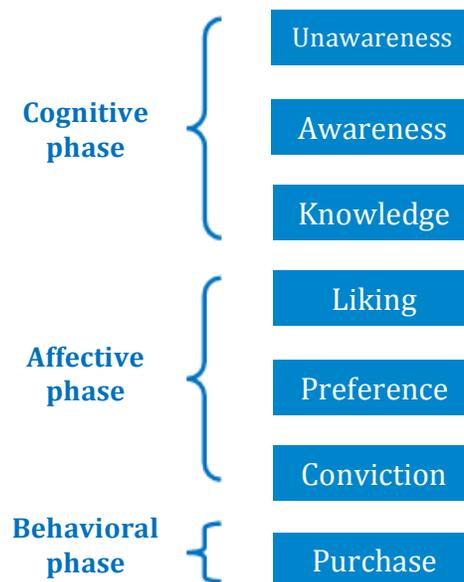 Unawareness
Cognitive
phase
Awareness
Knowledge
Liking
Affective
phase
Preference
Conviction
Behavioral
phase
Purchase